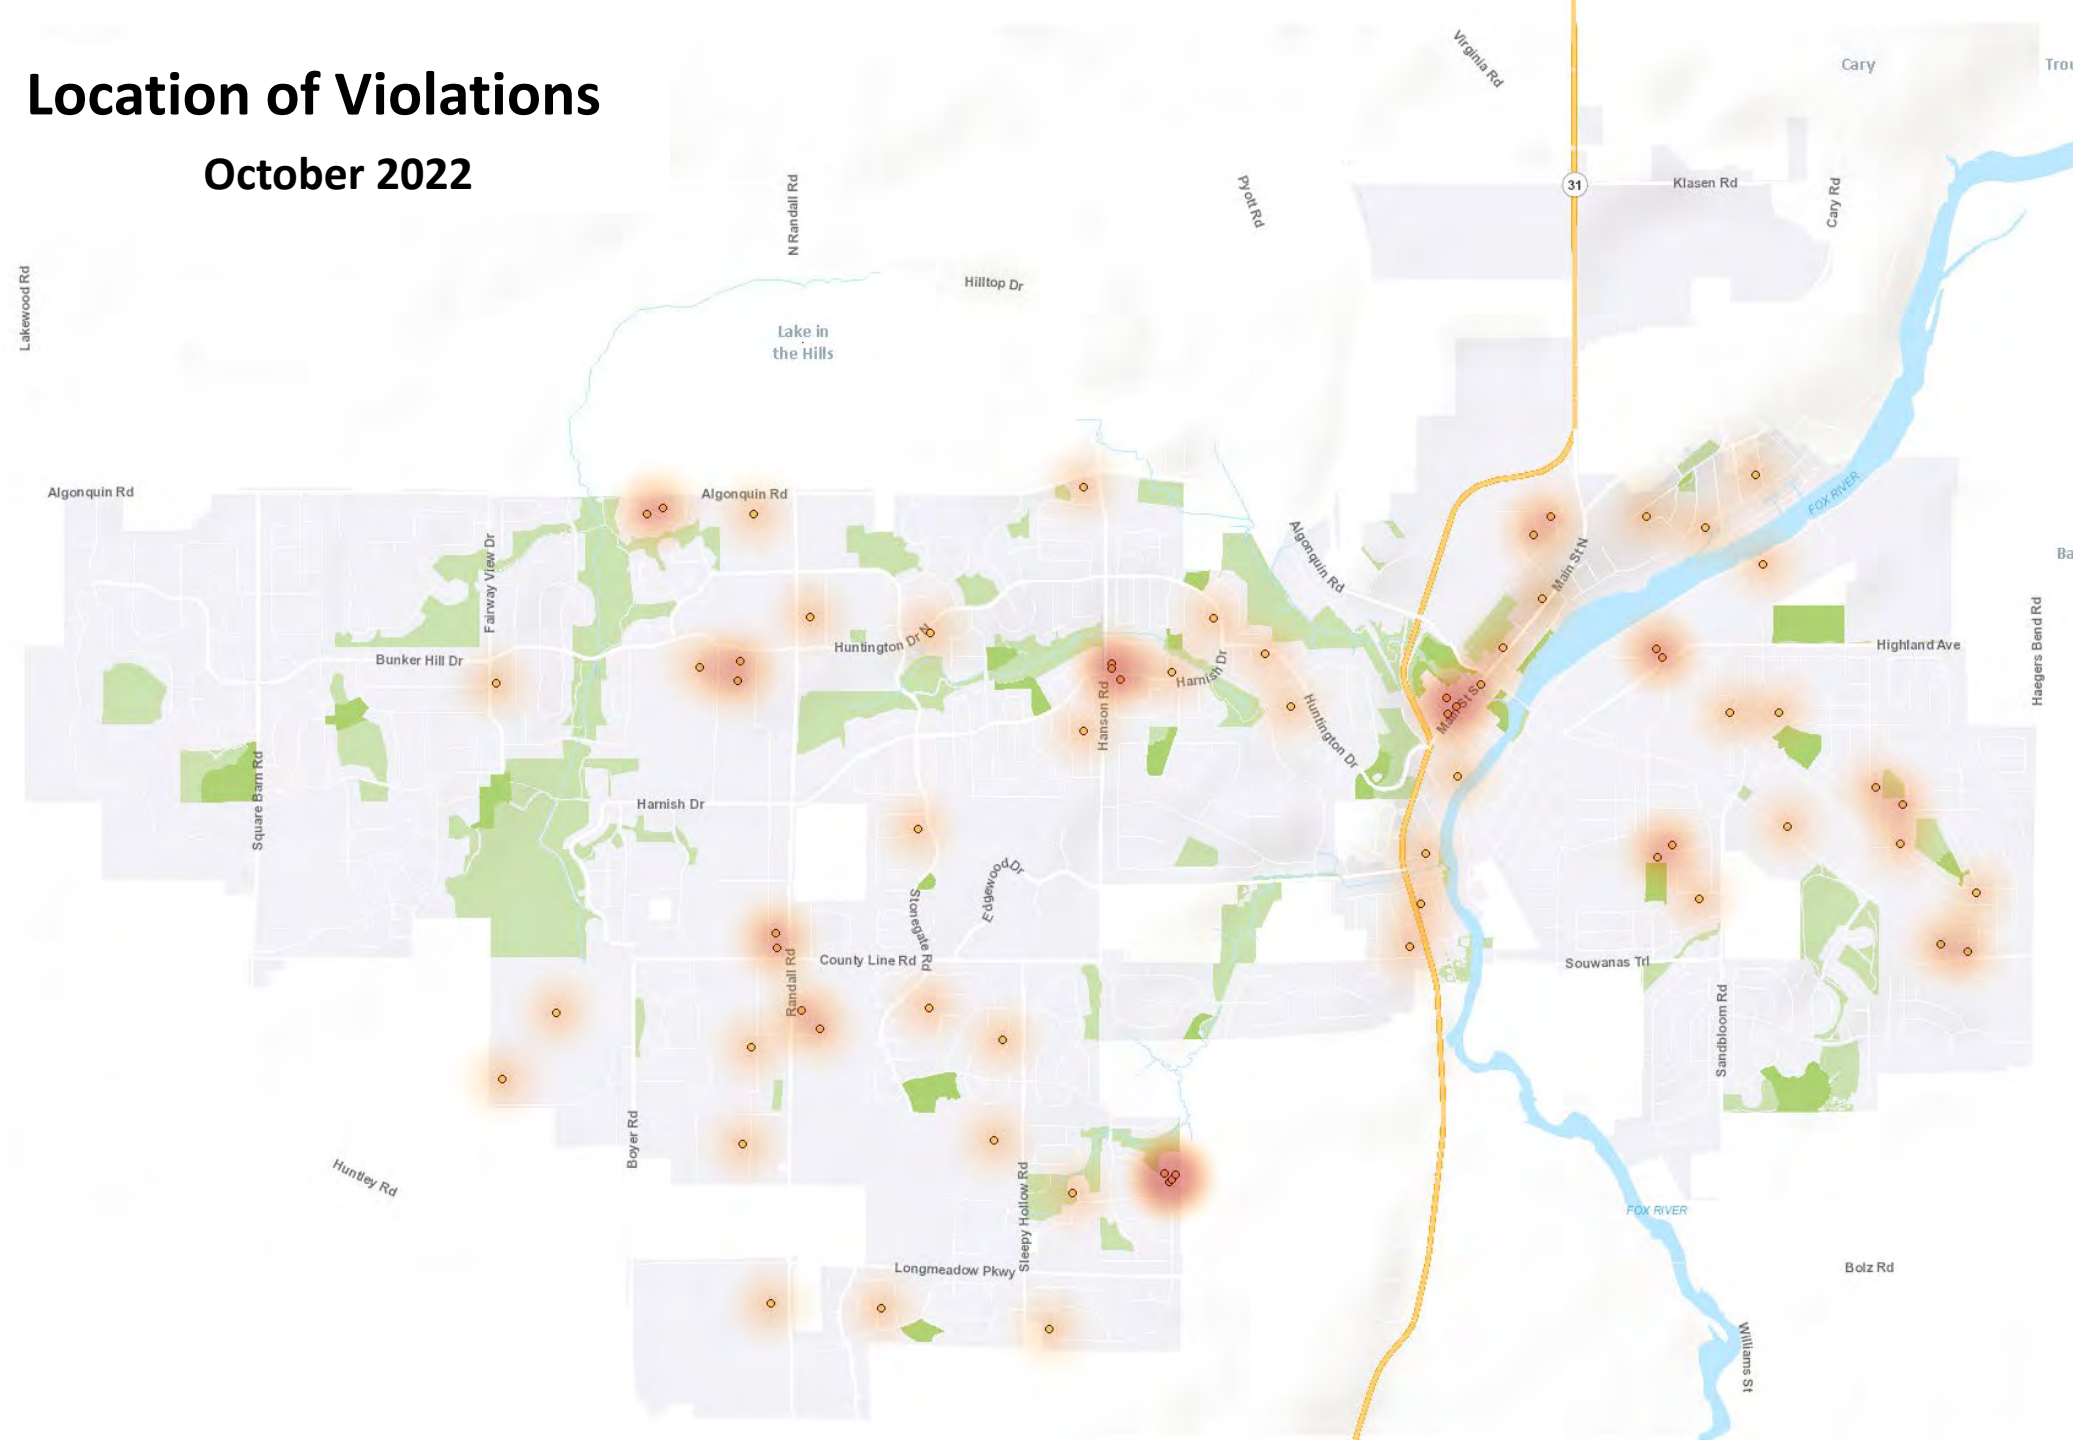 Location of Violations
October 2022
Virginia Rd
Cary
Klasen Rd
31
N Randall Rd
Pyott Rd
Cary Rd
Lakewood Rd
Hilltop Dr
Lake in
the Hills
Algonquin Rd
Algonquin Rd
FOX RIVER
Fairway View Dr
Algonquin Rd
Main St N
Haegers Bend Rd
Bunker Hill Dr
Huntington Dr N
Highland Ave
Harnish Dr
Hanson Rd
Main St S
Huntington Dr
Square Barn Rd
Harnish Dr
Edgewood Dr
Stonegate Rd
County Line Rd
Randall Rd
Souwanas Trl
Sandbloom Rd
Boyer Rd
Huntley Rd
Sleepy Hollow Rd
FOX RIVER
Longmeadow Pkwy
Bolz Rd
Williams St